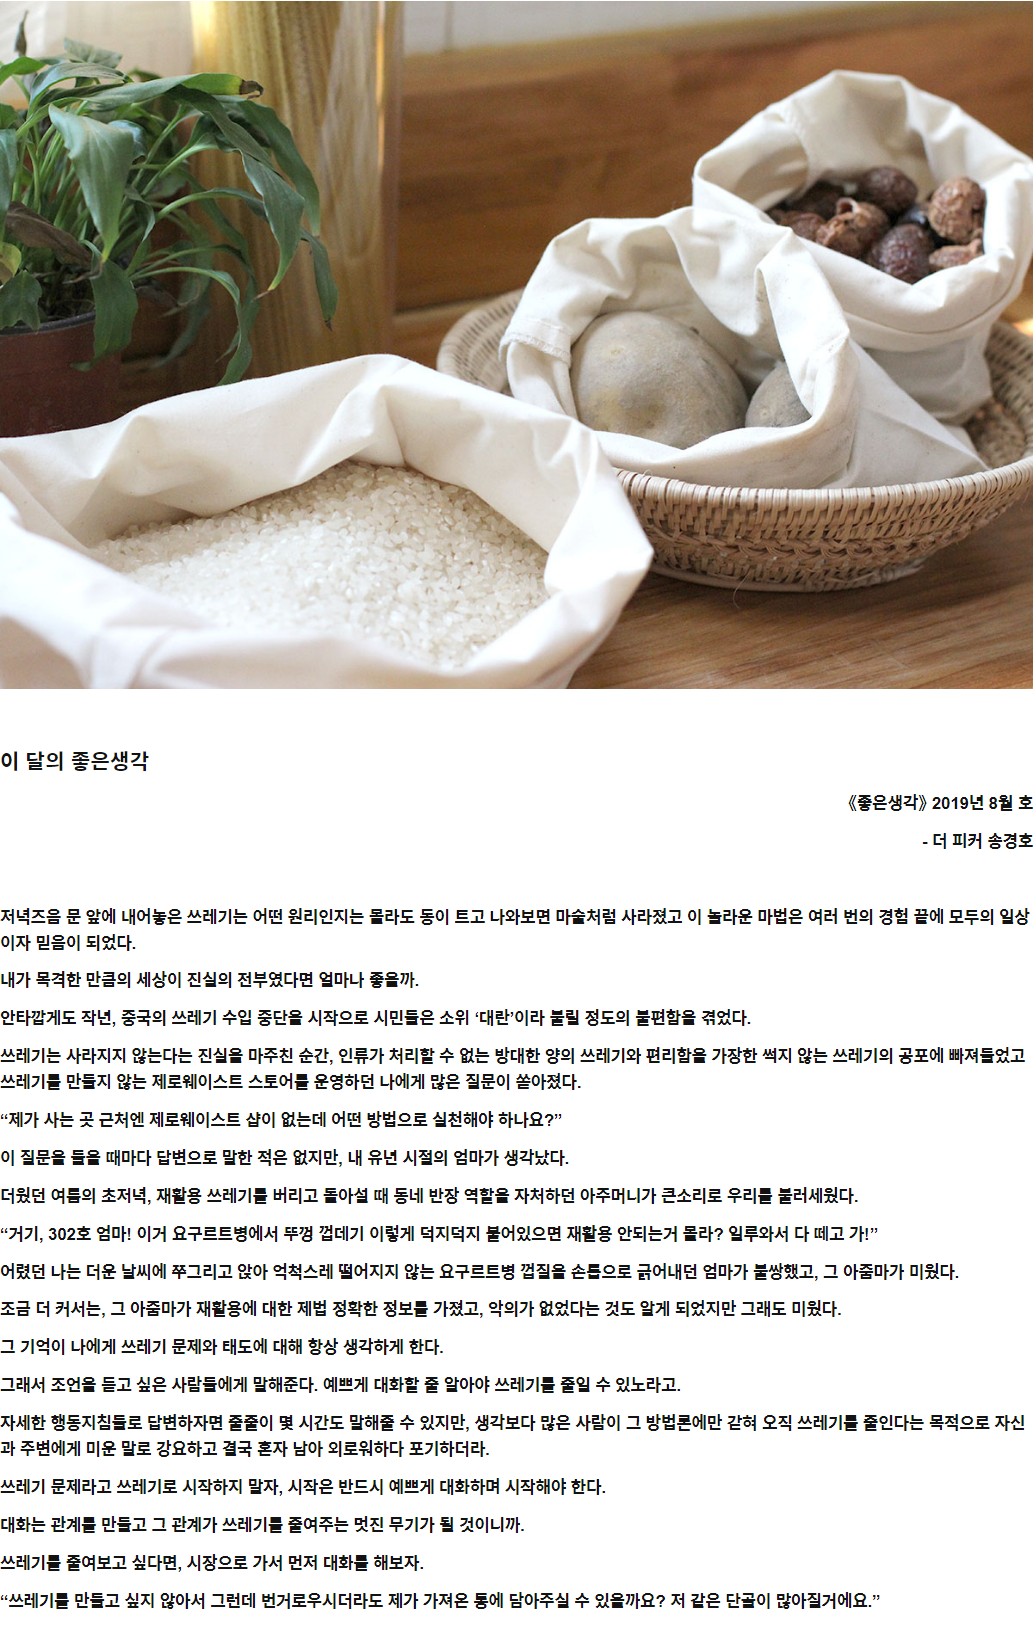 이 달의 좋은생각
《좋은생각》 2019년 8월 호
- 더 피커 송경호
저녁즈음 문 앞에 내어놓은 쓰레기는 어떤 원리인지는 몰라도 동이 트고 나와보면 마술처럼 사라졌고 이 놀라운 마법은 여러 번의 경험 끝에 모두의 일상
이자 믿음이 되었다.
내가 목격한 만큼의 세상이 진실의 전부였다면 얼마나 좋을까.
안타깝게도 작년, 중국의 쓰레기 수입 중단을 시작으로 시민들은 소위 ‘대란’이라 불릴 정도의 불편함을 겪었다.
쓰레기는 사라지지 않는다는 진실을 마주친 순간, 인류가 처리할 수 없는 방대한 양의 쓰레기와 편리함을 가장한 썩지 않는 쓰레기의 공포에 빠져들었고
쓰레기를 만들지 않는 제로웨이스트 스토어를 운영하던 나에게 많은 질문이 쏟아졌다.
“제가 사는 곳 근처엔 제로웨이스트 샵이 없는데 어떤 방법으로 실천해야 하나요?”
이 질문을 들을 때마다 답변으로 말한 적은 없지만, 내 유년 시절의 엄마가 생각났다.
더웠던 여름의 초저녁, 재활용 쓰레기를 버리고 돌아설 때 동네 반장 역할을 자처하던 아주머니가 큰소리로 우리를 불러세웠다.
“거기, 302호 엄마! 이거 요구르트병에서 뚜껑 껍데기 이렇게 덕지덕지 붙어있으면 재활용 안되는거 몰라? 일루와서 다 떼고 가!”
어렸던 나는 더운 날씨에 쭈그리고 앉아 억척스레 떨어지지 않는 요구르트병 껍질을 손톱으로 긁어내던 엄마가 불쌍했고, 그 아줌마가 미웠다.
조금 더 커서는, 그 아줌마가 재활용에 대한 제법 정확한 정보를 가졌고, 악의가 없었다는 것도 알게 되었지만 그래도 미웠다.
그 기억이 나에게 쓰레기 문제와 태도에 대해 항상 생각하게 한다.
그래서 조언을 듣고 싶은 사람들에게 말해준다. 예쁘게 대화할 줄 알아야 쓰레기를 줄일 수 있노라고.
자세한 행동지침들로 답변하자면 줄줄이 몇 시간도 말해줄 수 있지만, 생각보다 많은 사람이 그 방법론에만 갇혀 오직 쓰레기를 줄인다는 목적으로 자신
과 주변에게 미운 말로 강요하고 결국 혼자 남아 외로워하다 포기하더라.
쓰레기 문제라고 쓰레기로 시작하지 말자, 시작은 반드시 예쁘게 대화하며 시작해야 한다.
대화는 관계를 만들고 그 관계가 쓰레기를 줄여주는 멋진 무기가 될 것이니까.
쓰레기를 줄여보고 싶다면, 시장으로 가서 먼저 대화를 해보자.
“쓰레기를 만들고 싶지 않아서 그런데 번거로우시더라도 제가 가져온 통에 담아주실 수 있을까요? 저 같은 단골이 많아질거에요.”